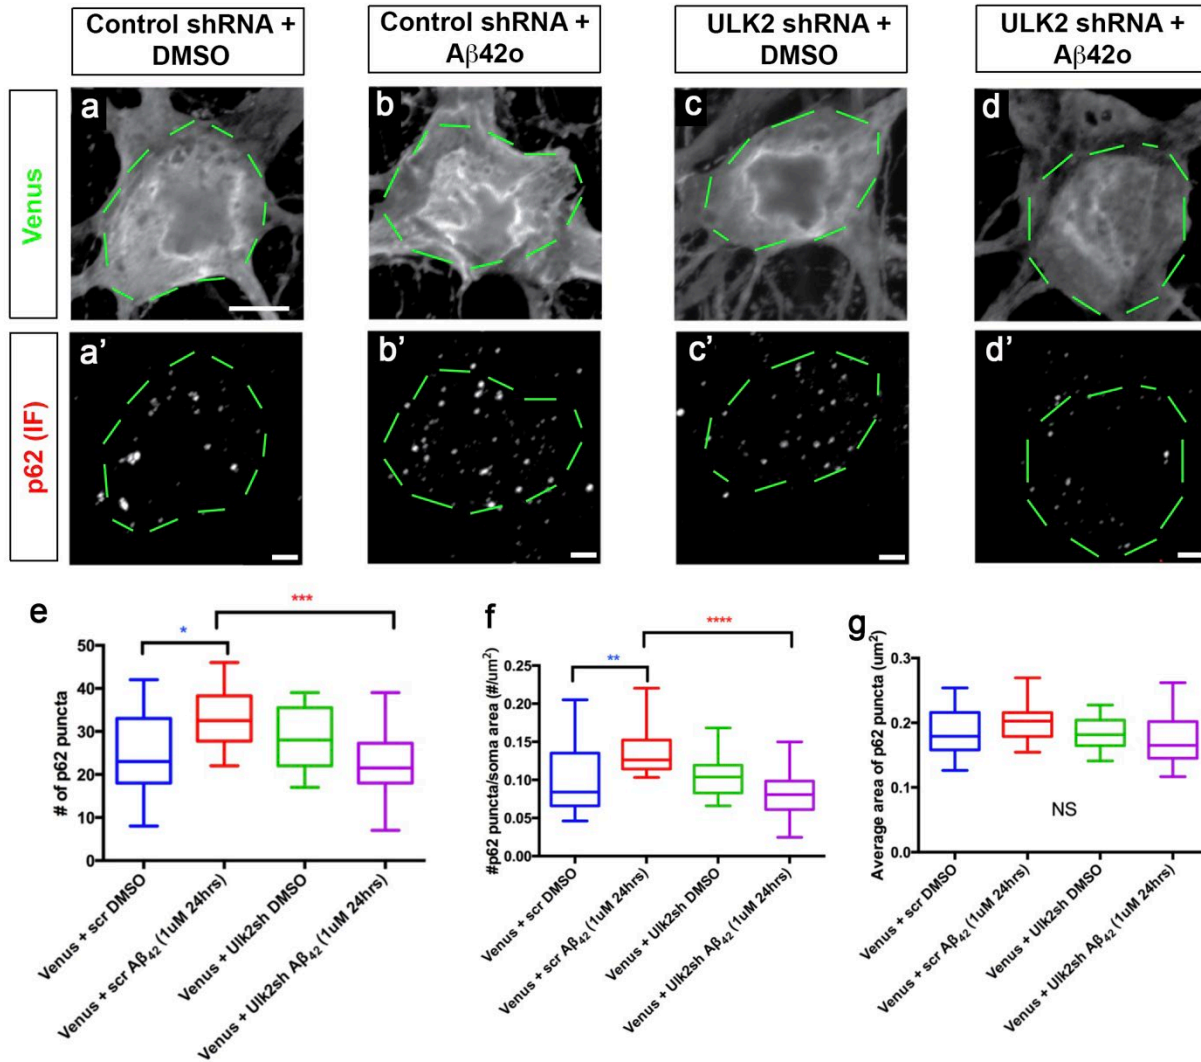 Control shRNA +
DMSO
Control shRNA +
Aβ42o
ULK2 shRNA +
DMSO
ULK2 shRNA +
Aβ42o
Venus
a
b
c
d
p62 (IF)
a'
b'
c'
d'
e
# of p62 puncta
50
40
30
20
10
0
*
***
Venus + scr DMSO
Venus + scr Aβ42 (1uM 24hrs)
Venus + Ulk2sh DMSO
Venus + Ulk2sh Aβ42 (1uM 24hrs)
f
#p62 puncta/soma area (#/um²)
0.25
0.20
0.15
0.10
0.05
0.00
**
****
Venus + scr DMSO
Venus + scr Aβ42 (1uM 24hrs)
Venus + Ulk2sh DMSO
Venus + Ulk2sh Aβ42 (1uM 24hrs)
g
Average area of p62 puncta (um²)
0.3
0.2
0.1
0.0
NS
Venus + scr DMSO
Venus + scr Aβ42 (1uM 24hrs)
Venus + Ulk2sh DMSO
Venus + Ulk2sh Aβ42 (1uM 24hrs)